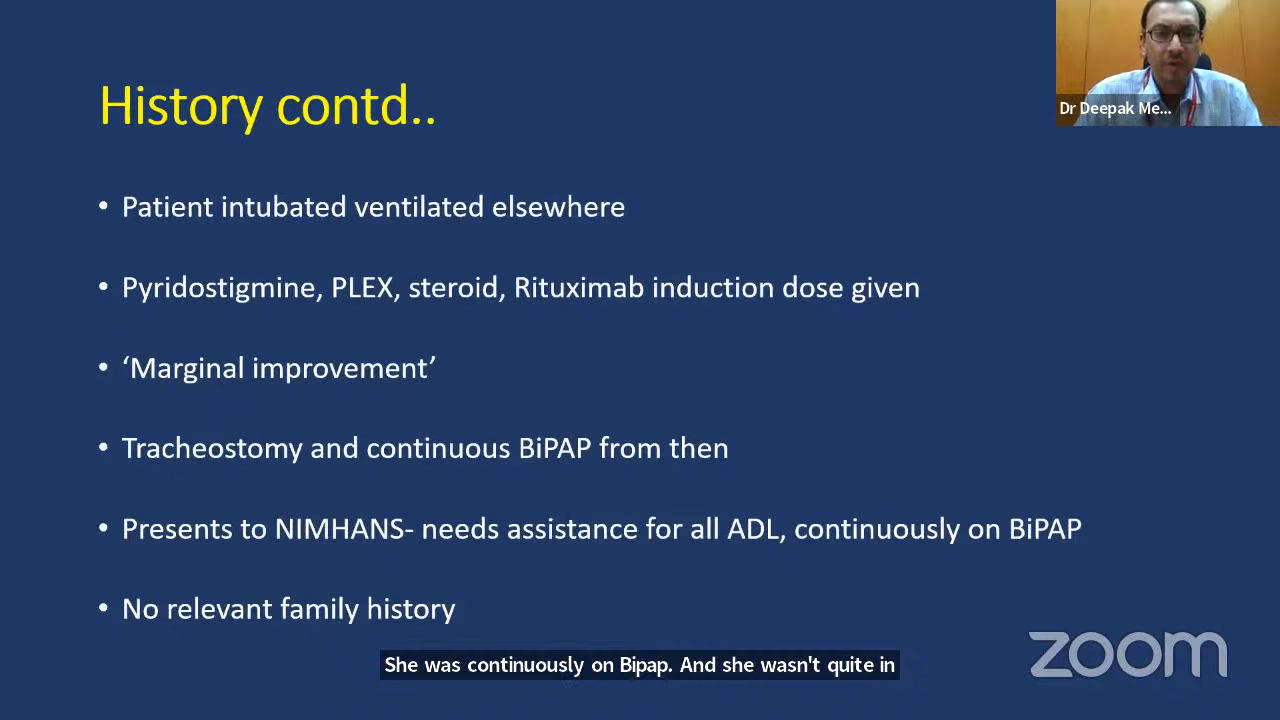 History contd..
Dr Deepak Me...
• Patient intubated ventilated elsewhere
• Pyridostigmine, PLEX, steroid, Rituximab induction dose given
• ‘Marginal improvement’
• Tracheostomy and continuous BiPAP from then
• Presents to NIMHANS- needs assistance for all ADL, continuously on BiPAP
• No relevant family history
She was continuously on Bipap. And she wasn't quite in
zoom